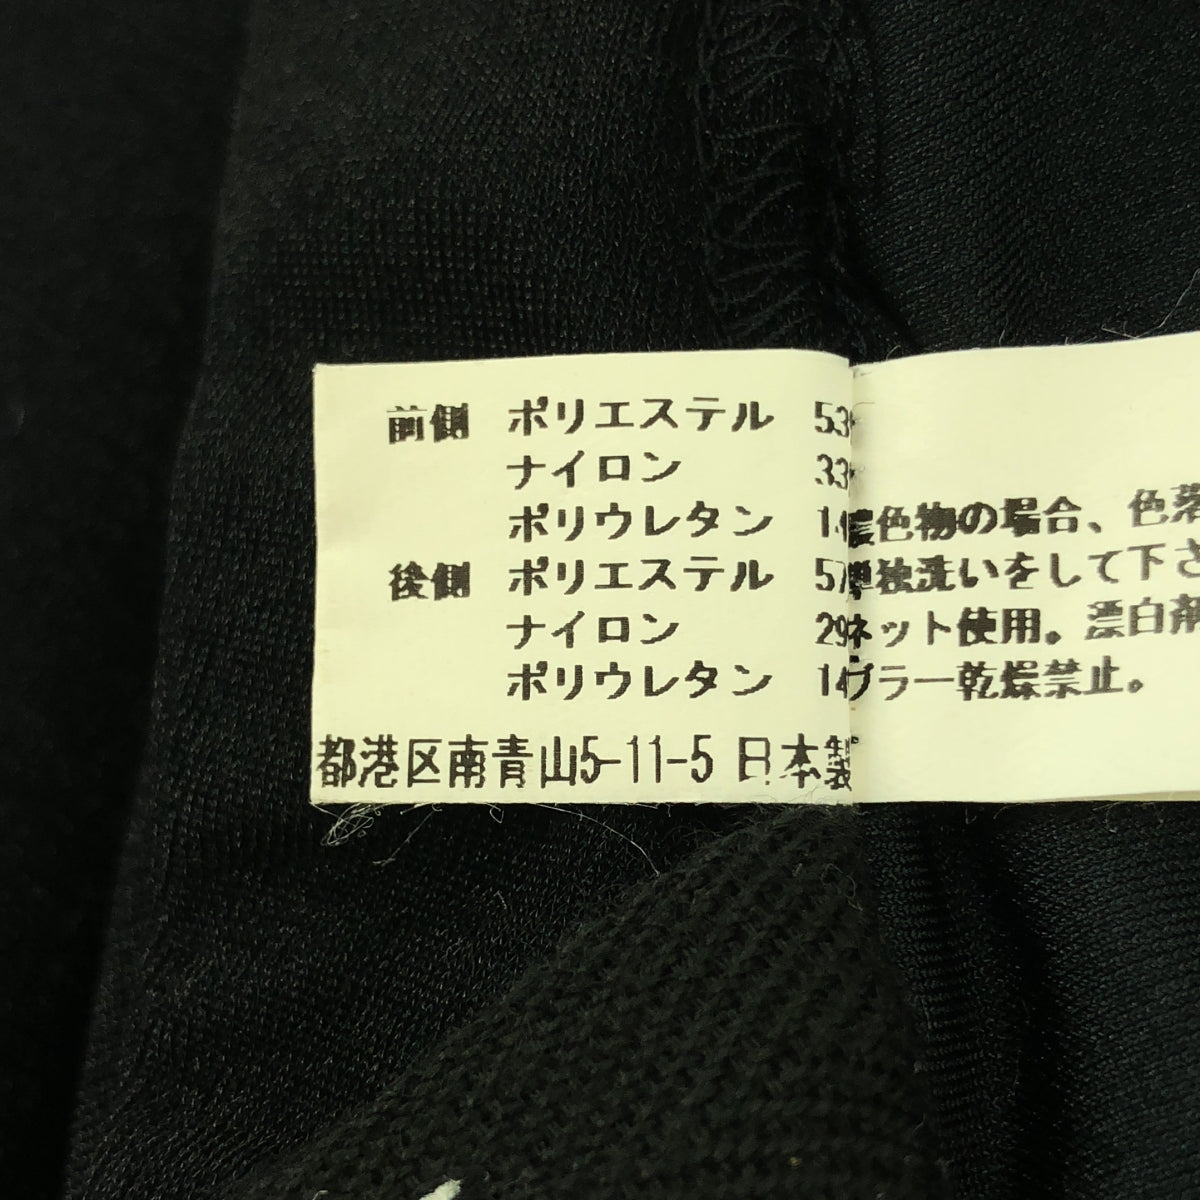 前側 ポリエステル 53
ナイロン 33
ポリウレタン 14
後側 ポリエステル 57
ナイロン 29
ポリウレタン 14
都港区南青山5-11-5 日本製
濃色物の場合、色落
単独洗いをして下さ
ネット使用。漂白剤
ブラー乾燥禁止。